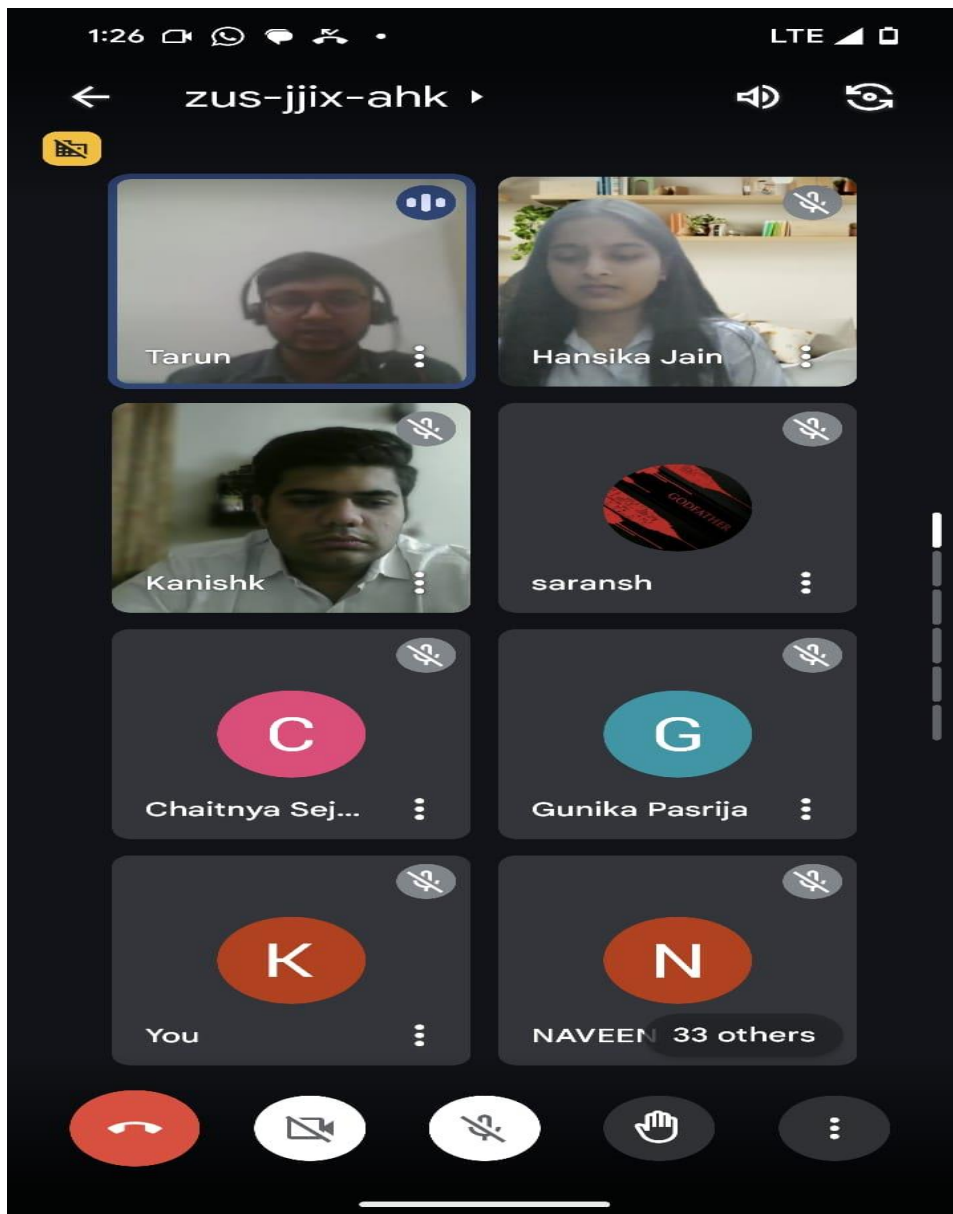 1:26 LTE
zus-jjix-ahk
Tarun
Hansika Jain
Kanishk
GODFATHER
saransh
C
G
Chaitnya Sej...
Gunika Pasrija
K
N
You
NAVEEN 33 others